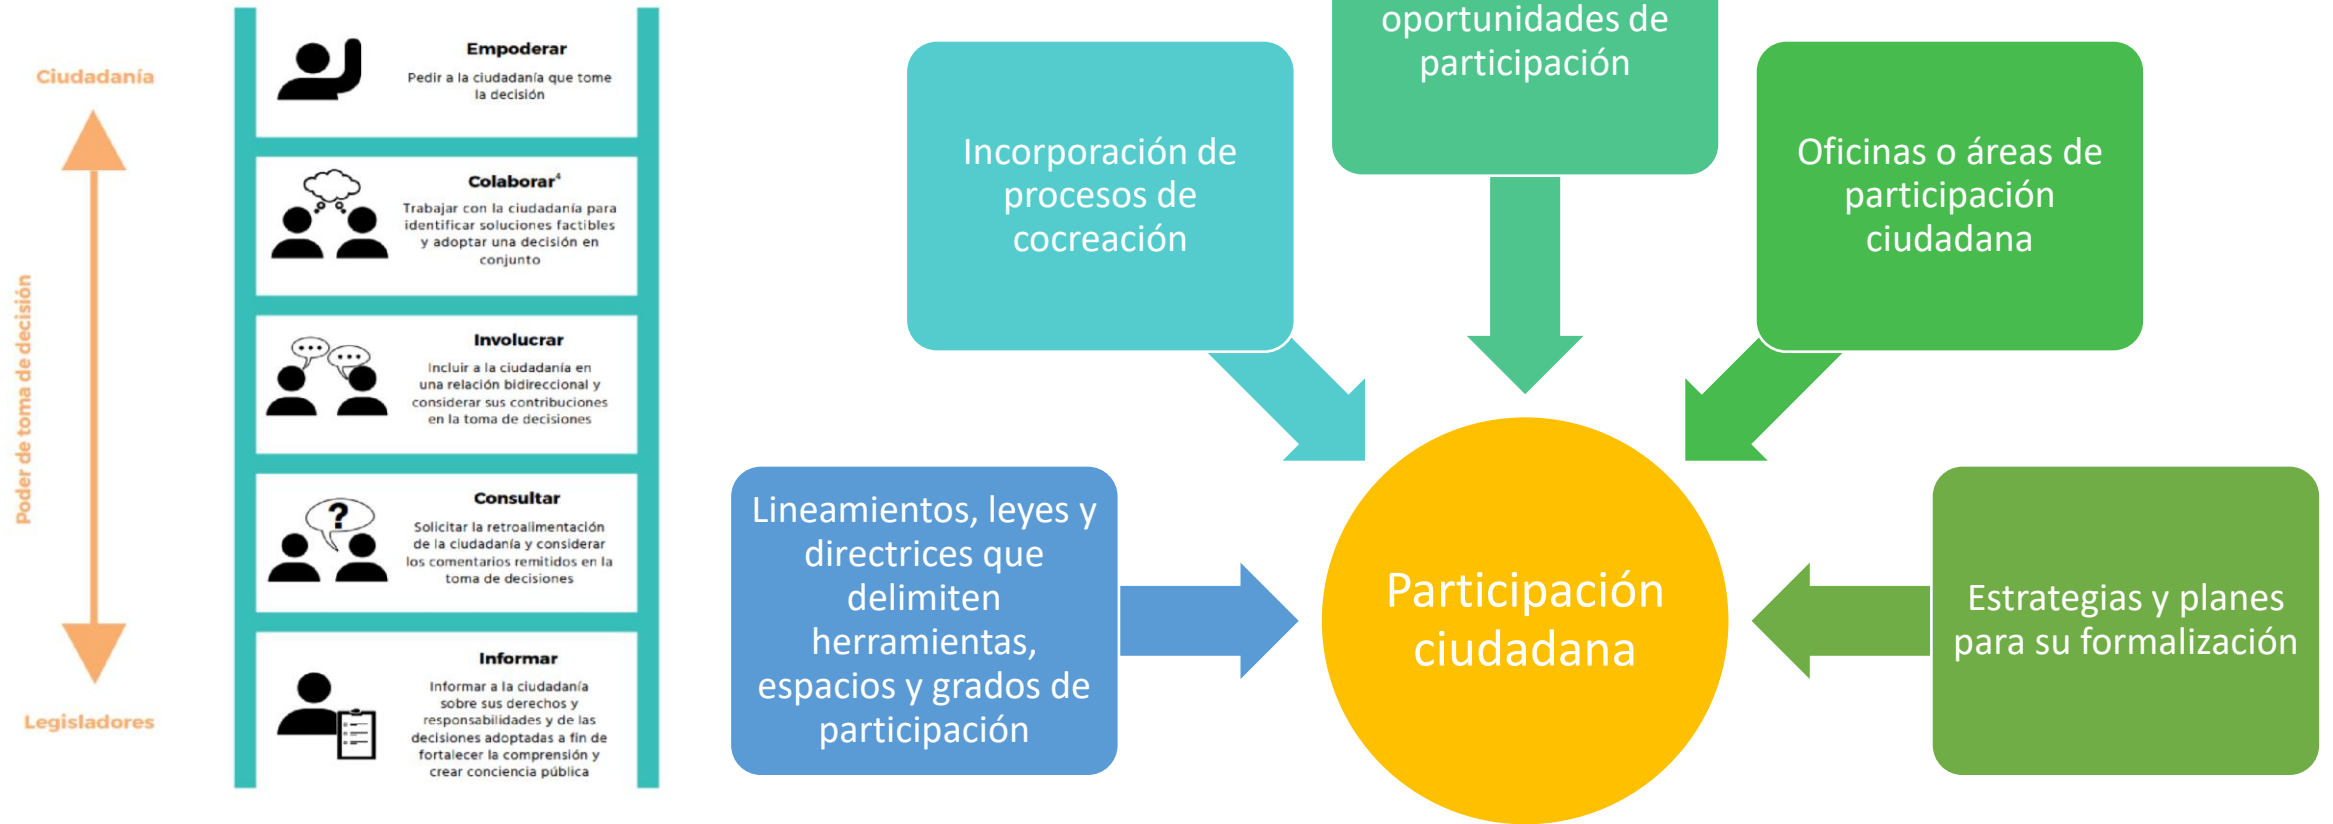 Ciudadanía
Poder de toma de decisión
Legisladores
Empoderar
Pedir a la ciudadanía que tome
la decisión
Colaborar⁴
Trabajar con la ciudadanía para
identificar soluciones factibles
y adoptar una decisión en
conjunto
Involucrar
Incluir a la ciudadanía en
una relación bidireccional y
considerar sus contribuciones
en la toma de decisiones
?
Consultar
Solicitar la retroalimentación
de la ciudadanía y considerar
los comentarios remitidos en la
toma de decisiones
Informar
Informar a la ciudadanía
sobre sus derechos y
responsabilidades y de las
decisiones adoptadas a fin de
fortalecer la comprensión y
crear conciencia pública
Lineamientos, leyes y
directrices que
delimiten
herramientas,
espacios y grados de
participación
Incorporación de
procesos de
cocreación
oportunidades de
participación
Oficinas o áreas de
participación
ciudadana
Estrategias y planes
para su formalización
Participación
ciudadana